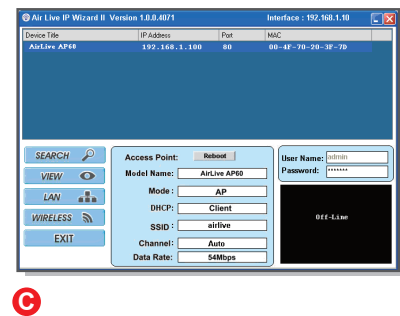 Air Live IP Wizard II Version 1.0.0.4071 Interface : 192.168.1.10
Device Title IP Address Port MAC
AirLive AP60 192.168.1.100 80 00-4F-70-20-3F-7D
SEARCH
VIEW
LAN
WIRELESS
EXIT
Access Point: Reboot
Model Name: AirLive AP60
Mode : AP
DHCP: Client
SSID : airlive
Channel: Auto
Data Rate: 54Mbps
User Name: admin
Password: *******
Off-Line
C